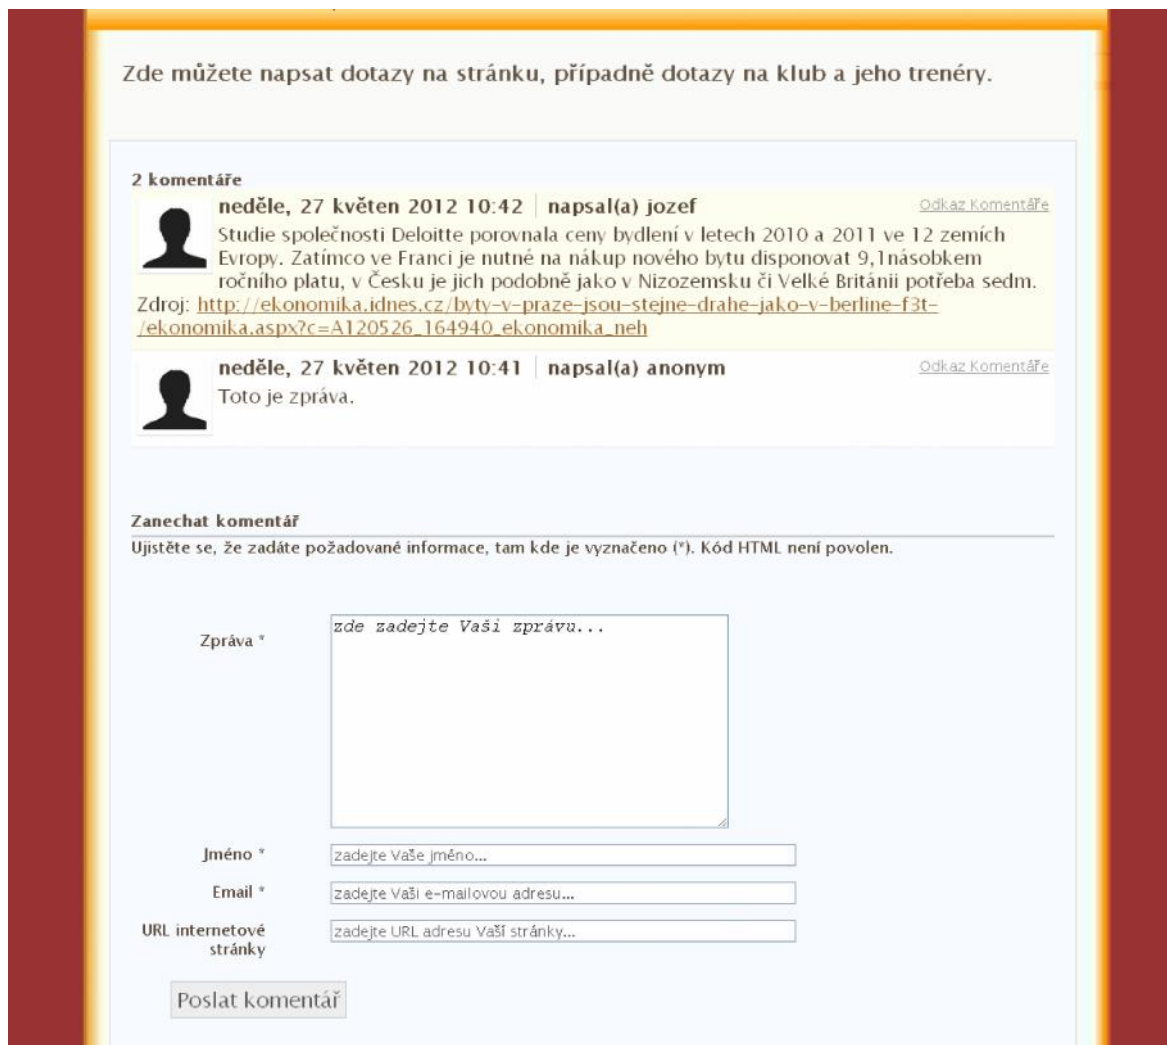 Zde můžete napsat dotazy na stránku, případně dotazy na klub a jeho trenéry.
2 komentáře
neděle, 27 květen 2012 10:42 napsal(a) jozef Odkaz Komentáře
Studie společnosti Deloitte porovnala ceny bydlení v letech 2010 a 2011 ve 12 zemích
Evropy. Zatímco ve Franci je nutné na nákup nového bytu disponovat 9,1násobkem
ročního platu, v Česku je jich podobně jako v Nizozemsku či Velké Británii potřeba sedm.
Zdroj: http://ekonomika.idnes.cz/byty-v-praze-jsou-stejne-drahe-jako-v-berline-f3t-
/ekonomika.aspx?c=A120526_164940_ekonomika_neh
neděle, 27 květen 2012 10:41 napsal(a) anonym Odkaz Komentáře
Toto je zpráva.
Zanechat komentář
Ujistěte se, že zadáte požadované informace, tam kde je vyznačeno (*). Kód HTML není povolen.
Zpráva * zde zadejte Vaši zprávu...
Jméno * zadejte Vaše jméno...
Email * zadejte Vaši e-mailovou adresu...
URL internetové
stránky
zadejte URL adresu Vaší stránky...
Poslat komentář